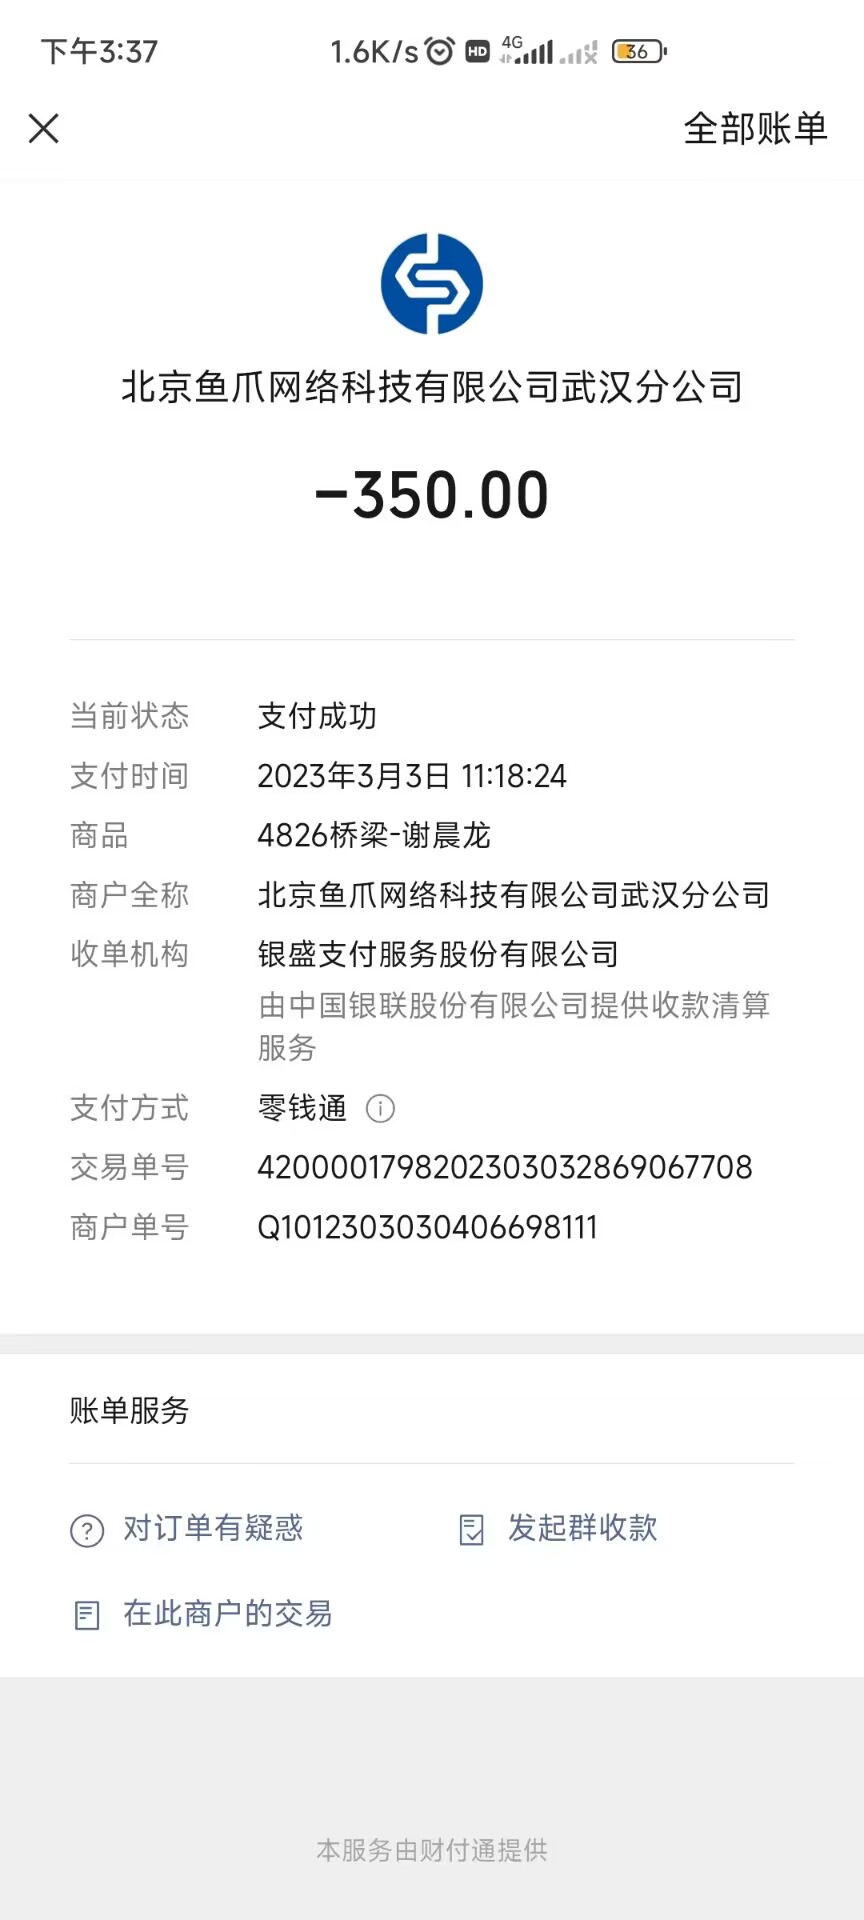 下午3:37
1.6K/s HD 4G 36
全部账单
北京鱼爪网络科技有限公司武汉分公司
-350.00
当前状态 支付成功
支付时间 2023年3月3日 11:18:24
商品 4826桥梁-谢晨龙
商户全称 北京鱼爪网络科技有限公司武汉分公司
收单机构 银盛支付服务股份有限公司
由中国银联股份有限公司提供收款清算
服务
支付方式 零钱通
交易单号 4200001798202303032869067708
商户单号 Q1012303030406698111
账单服务
对订单有疑惑 发起群收款
在此商户的交易
本服务由财付通提供